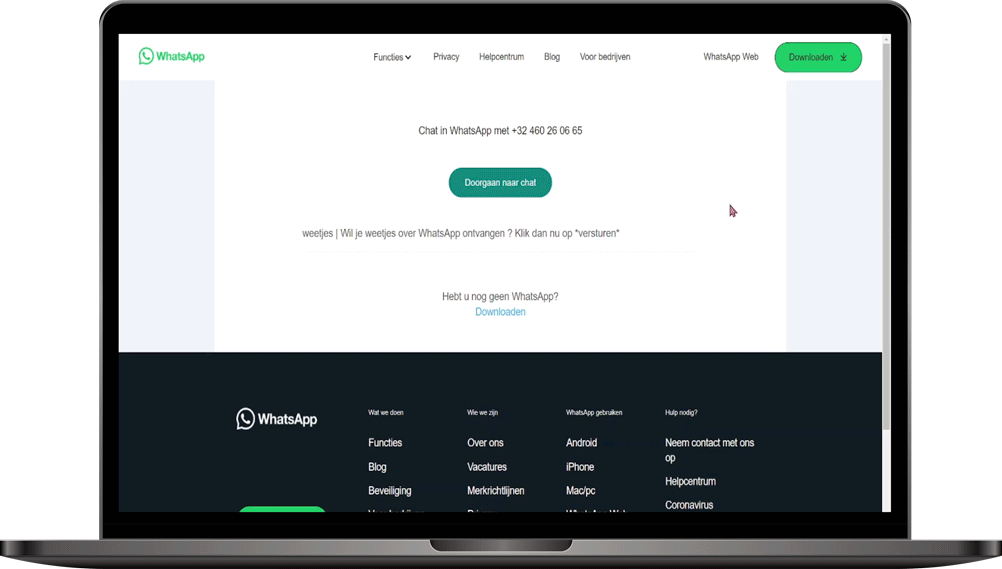 WhatsApp
Functies Privacy Helpcentrum Blog Voor bedrijven WhatsApp Web Downloaden
Chat in WhatsApp met +32 460 26 06 65
Doorgaan naar chat
weetjes | Wil je weetjes over WhatsApp ontvangen ? Klik dan nu op *versturen*
Hebt u nog geen WhatsApp?
Downloaden
WhatsApp
Wat we doen
Functies
Blog
Beveiliging
Wie we zijn
Over ons
Vacatures
Merkrichtlijnen
WhatsApp gebruiken
Android
iPhone
Mac/pc
WhatsApp Web
Hulp nodig?
Neem contact met ons
op
Helpcentrum
Coronavirus